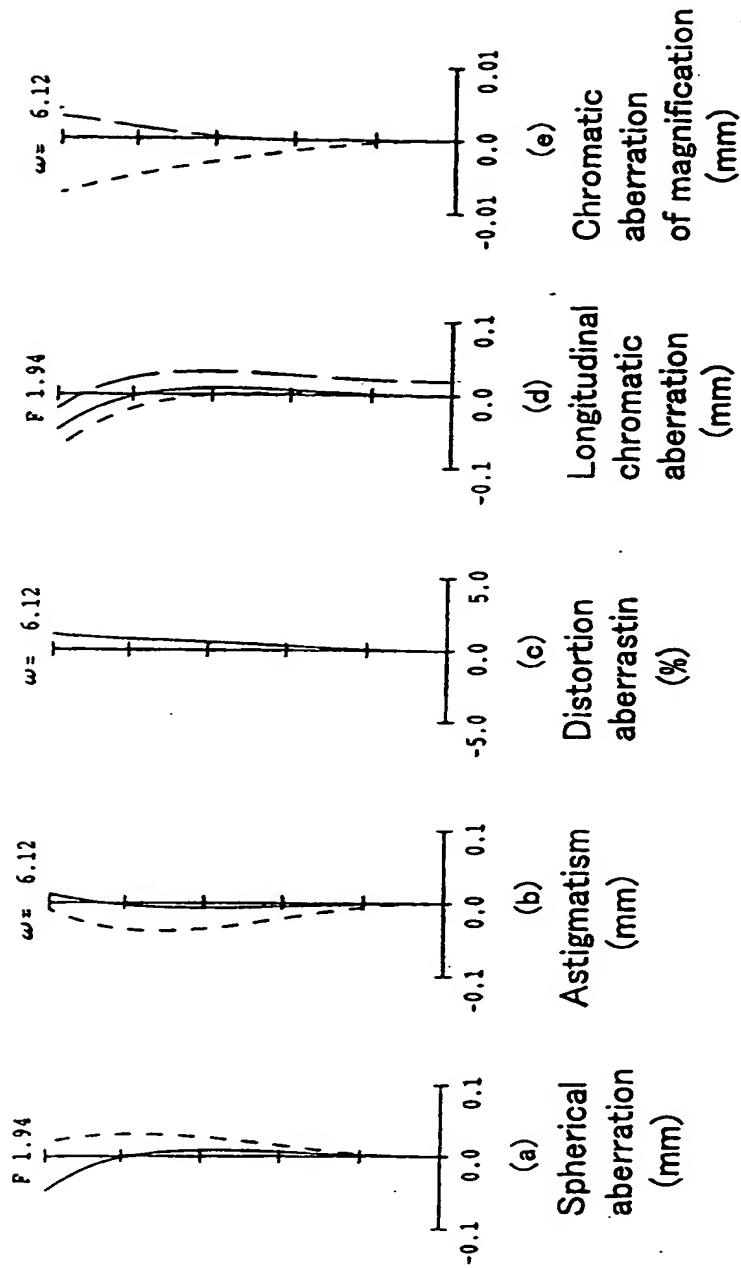 F 1.94
-0.1 0.0 0.1
(a)
Spherical
aberration
(mm)
ω= 6.12
-0.1 0.0 0.1
(b)
Astigmatism
(mm)
ω= 6.12
-5.0 0.0 5.0
(c)
Distortion
aberrastin
(%)
F 1.94
-0.1 0.0 0.1
(d)
Longitudinal
chromatic
aberration
(mm)
ω= 6.12
-0.01 0.0 0.01
(e)
Chromatic
aberration
of magnification
(mm)